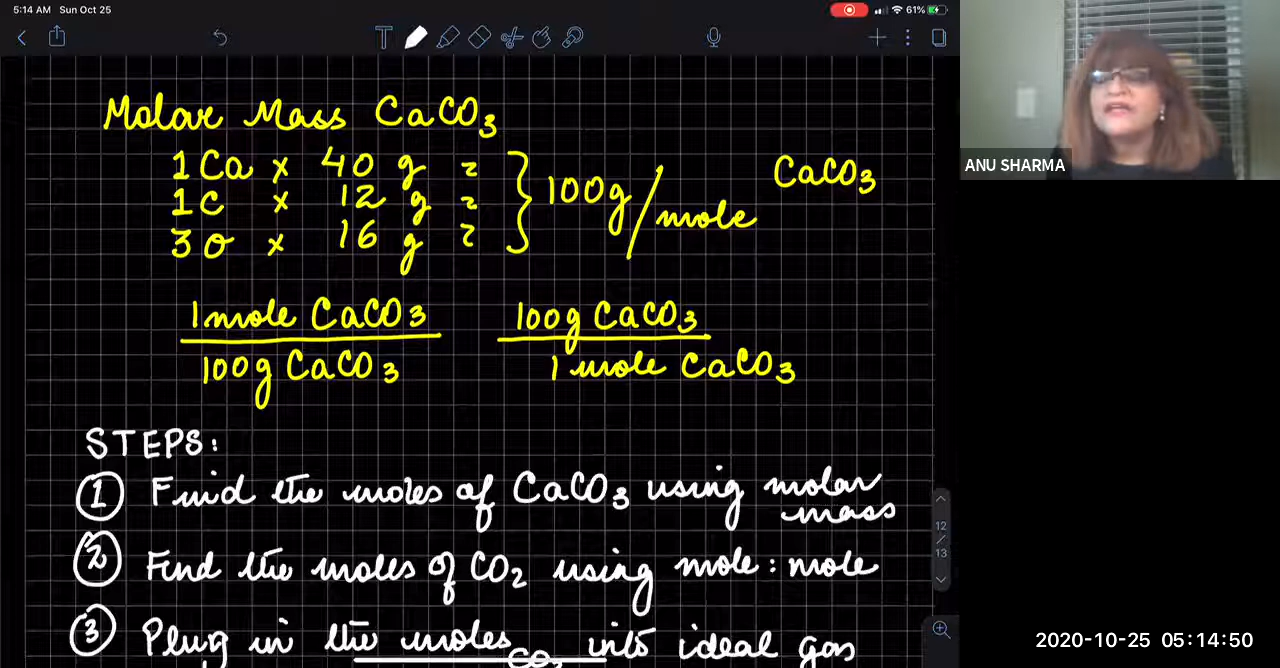 5:14 AM Sun Oct 25
61%
Molar Mass CaCO3
1 Ca x 40 g =
1 C x 12 g =
3 O x 16 g =
} 100g/mole
CaCO3
ANU SHARMA
1 mole CaCO3
100g CaCO3
100g CaCO3
1 mole CaCO3
STEPS:
① Find the moles of CaCO3 using molar mass
② Find the moles of CO2 using mole : mole
③ Plug in the moles CO2 into ideal gas
12
/
13
2020-10-25 05:14:50